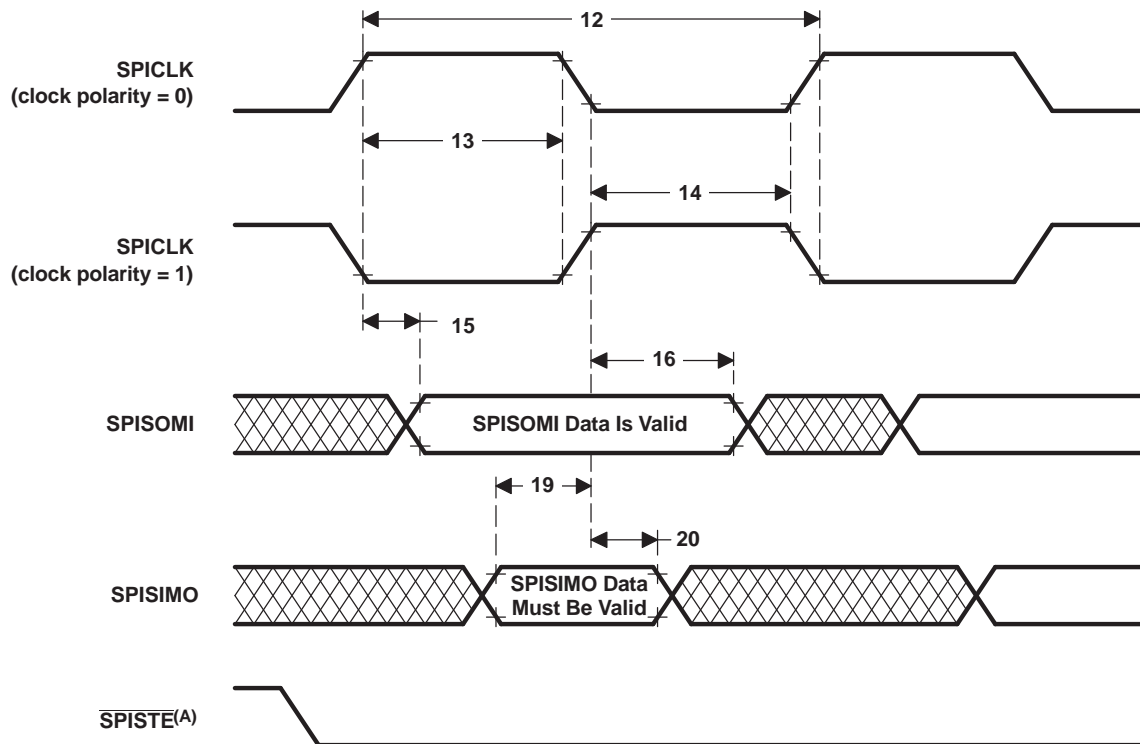 12
SPICLK
(clock polarity = 0)
13
14
SPICLK
(clock polarity = 1)
15
16
SPISOMI
SPISOMI Data Is Valid
19
20
SPISIMO
SPISIMO Data
Must Be Valid
SPISTE(A)